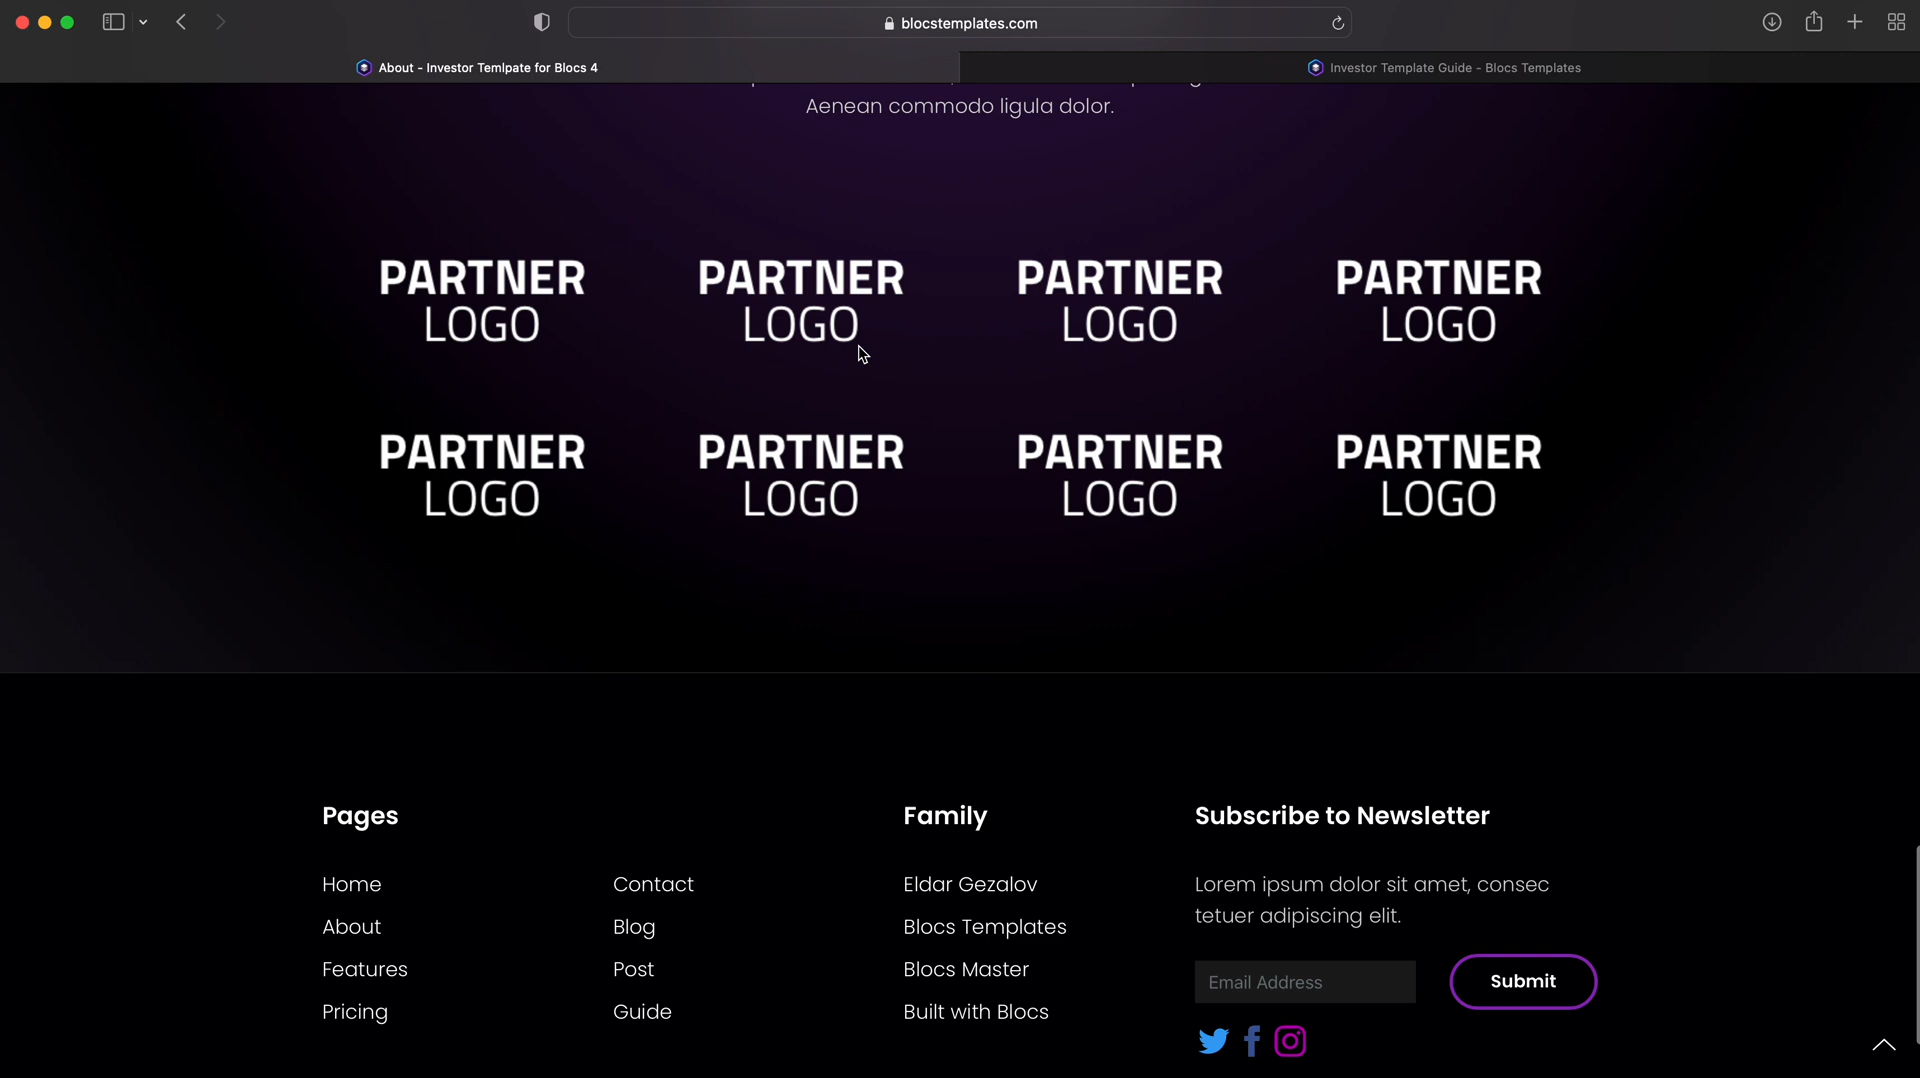 blocstemplates.com
About - Investor Temlpate for Blocs 4
Investor Template Guide - Blocs Templates
Aenean commodo ligula dolor.
PARTNER PARTNER PARTNER PARTNER
LOGO LOGO LOGO LOGO
PARTNER PARTNER PARTNER PARTNER
LOGO LOGO LOGO LOGO
Pages
Home
About
Features
Pricing
Contact
Blog
Post
Guide
Family
Eldar Gezalov
Blocs Templates
Blocs Master
Built with Blocs
Subscribe to Newsletter
Lorem ipsum dolor sit amet, consec
tetuer adipiscing elit.
Email Address
Submit